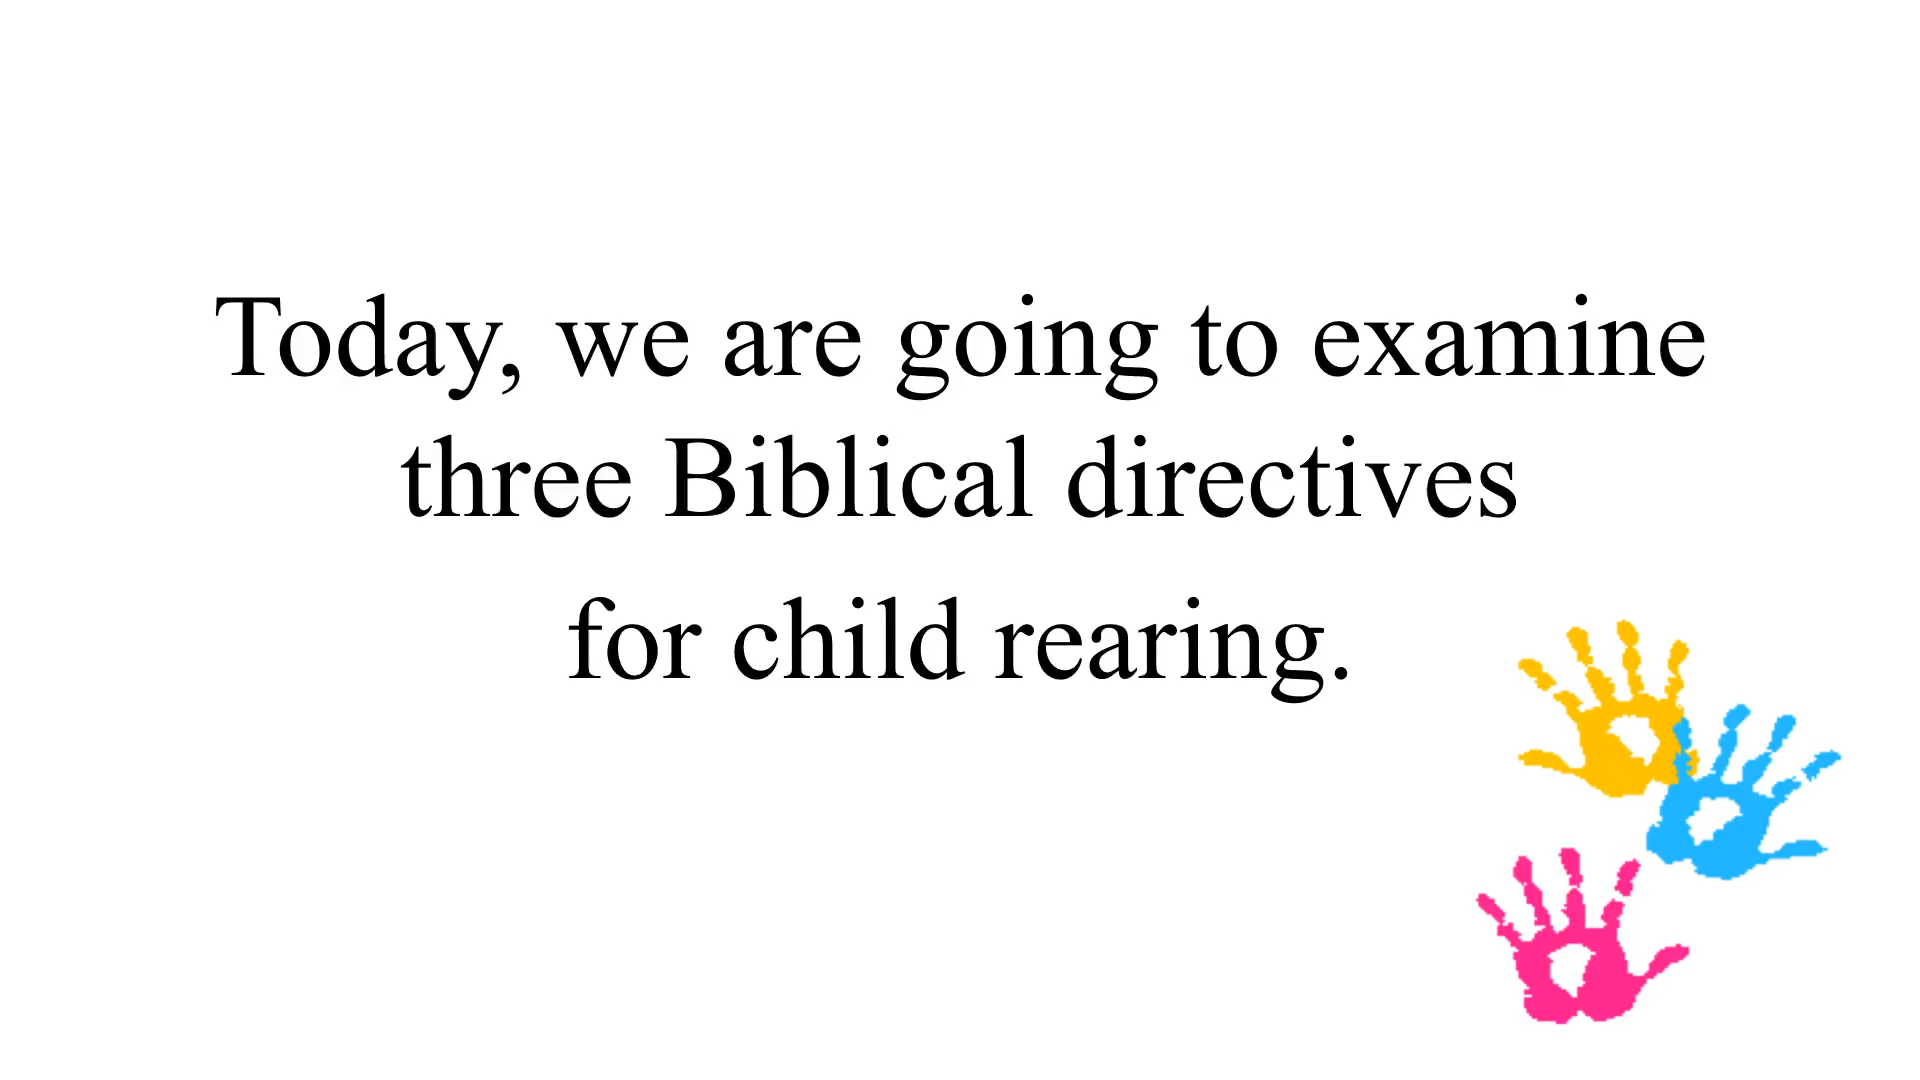 Today, we are going to examine
three Biblical directives
for child rearing.